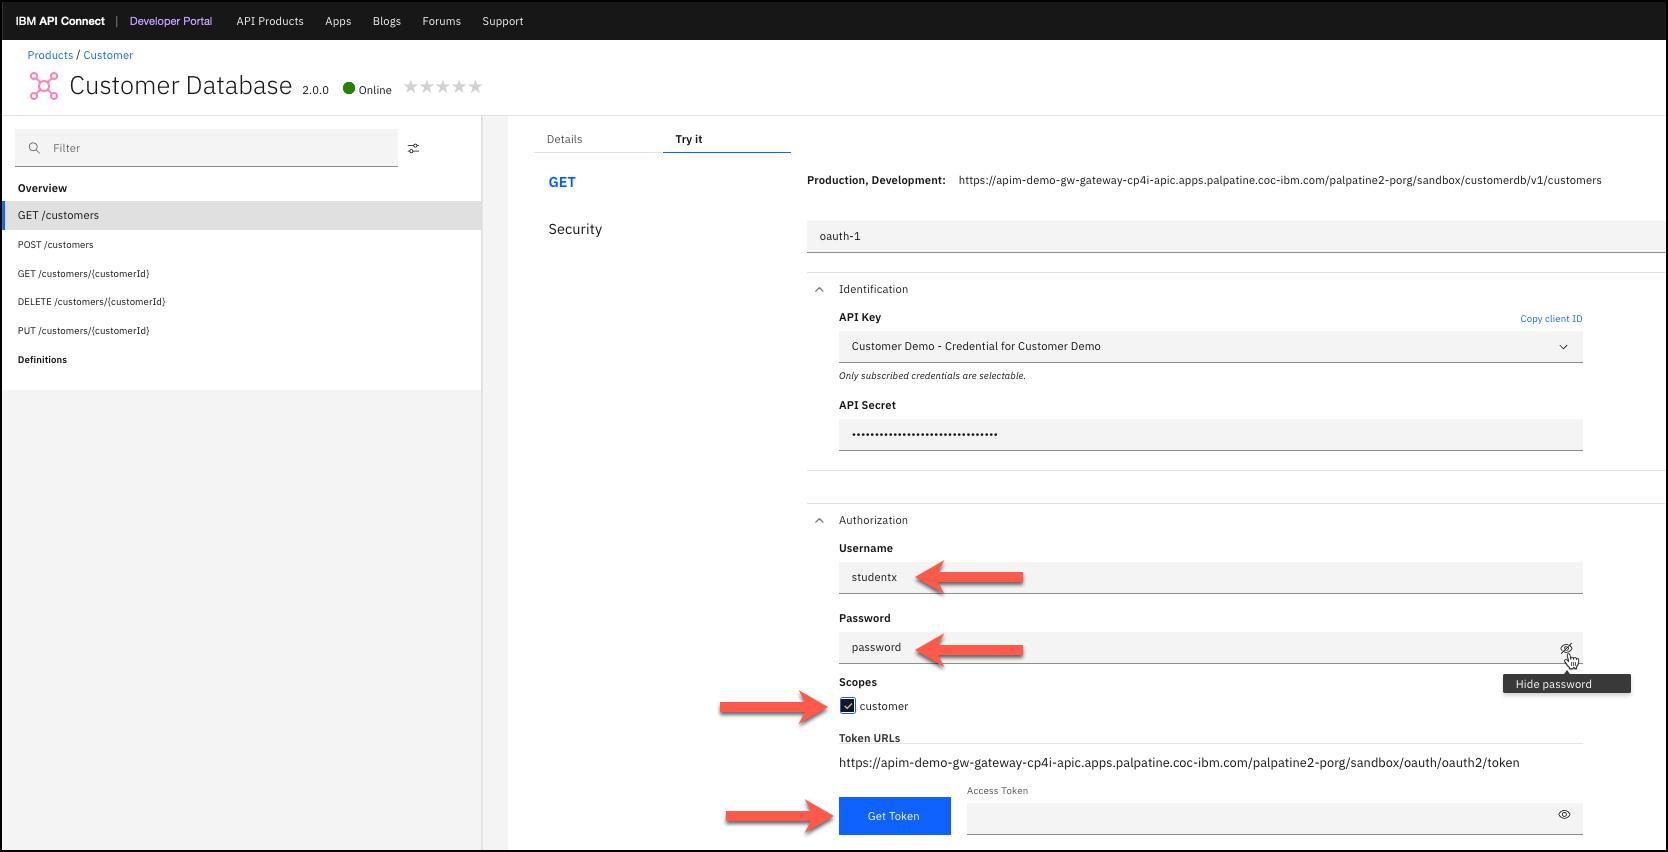 IBM API Connect | Developer Portal API Products Apps Blogs Forums Support
Products / Customer
Customer Database 2.0.0 Online
Filter
Overview
GET /customers
POST /customers
GET /customers/{customerId}
DELETE /customers/{customerId}
PUT /customers/{customerId}
Definitions
Details Try it
GET
Production, Development: https://apim-demo-gw-gateway-cp4i-apic.apps.palpatine.coc-ibm.com/palpatine2-porg/sandbox/customerdb/v1/customers
Security
oauth-1
Identification
API Key Copy client ID
Customer Demo - Credential for Customer Demo
Only subscribed credentials are selectable.
API Secret
••••••••••••••••••••••••••••••••
Authorization
Username
studentx
Password
password
Hide password
Scopes
customer
Token URLs
https://apim-demo-gw-gateway-cp4i-apic.apps.palpatine.coc-ibm.com/palpatine2-porg/sandbox/oauth/oauth2/token
Access Token
Get Token